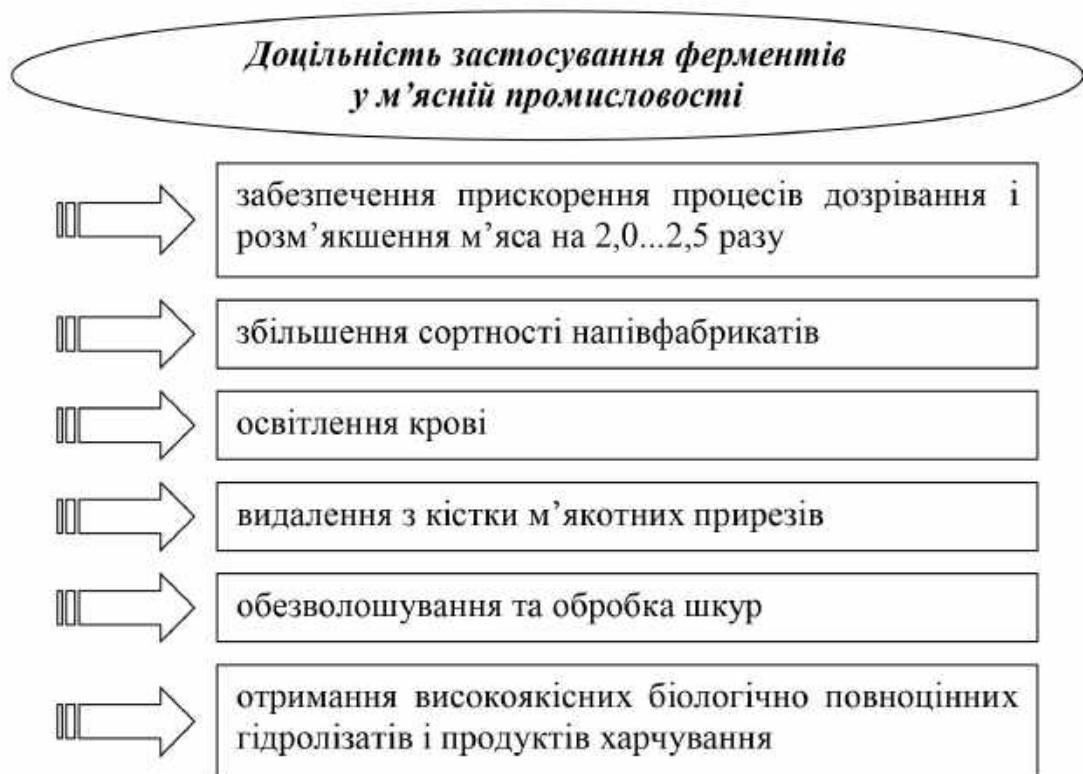 Доцільність застосування ферментів
у м’ясній промисловості
забезпечення прискорення процесів дозрівання і
розм’якшення м’яса на 2,0...2,5 разу
збільшення сортності напівфабрикатів
освітлення крові
видалення з кістки м’якотних прирезів
обезволошування та обробка шкур
отримання високоякісних біологічно повноцінних
гідролізатів і продуктів харчування